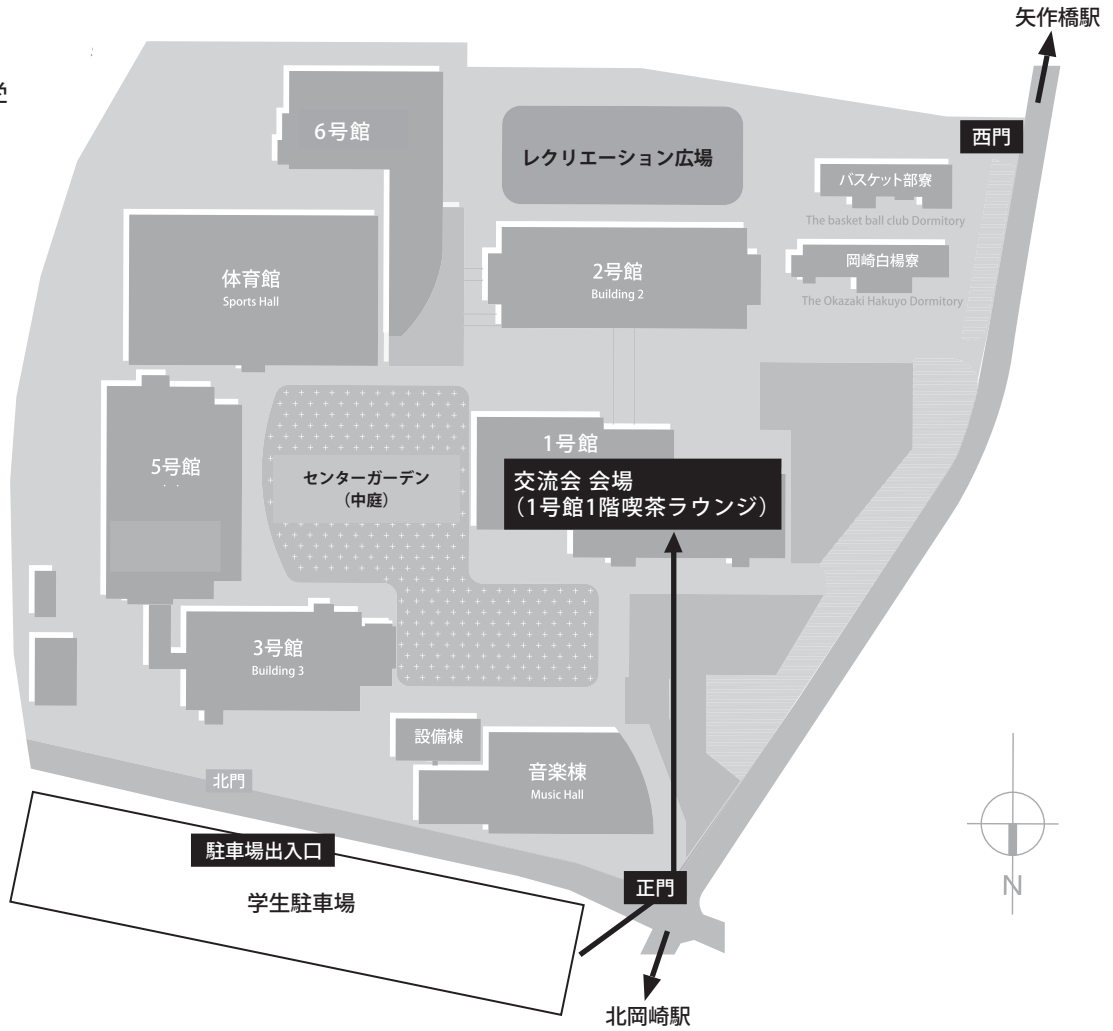 矢作橋駅
西門
6号館
レクリエーション広場
バスケット部寮
The basket ball club Dormitory
体育館
Sports Hall
2号館
Building 2
岡崎白楊寮
The Okazaki Hakuyo Dormitory
5号館
センターガーデン
（中庭）
1号館
交流会 会場
（1号館1階喫茶ラウンジ）
3号館
Building 3
設備棟
音楽棟
Music Hall
北門
駐車場出入口
学生駐車場
正門
北岡崎駅
N